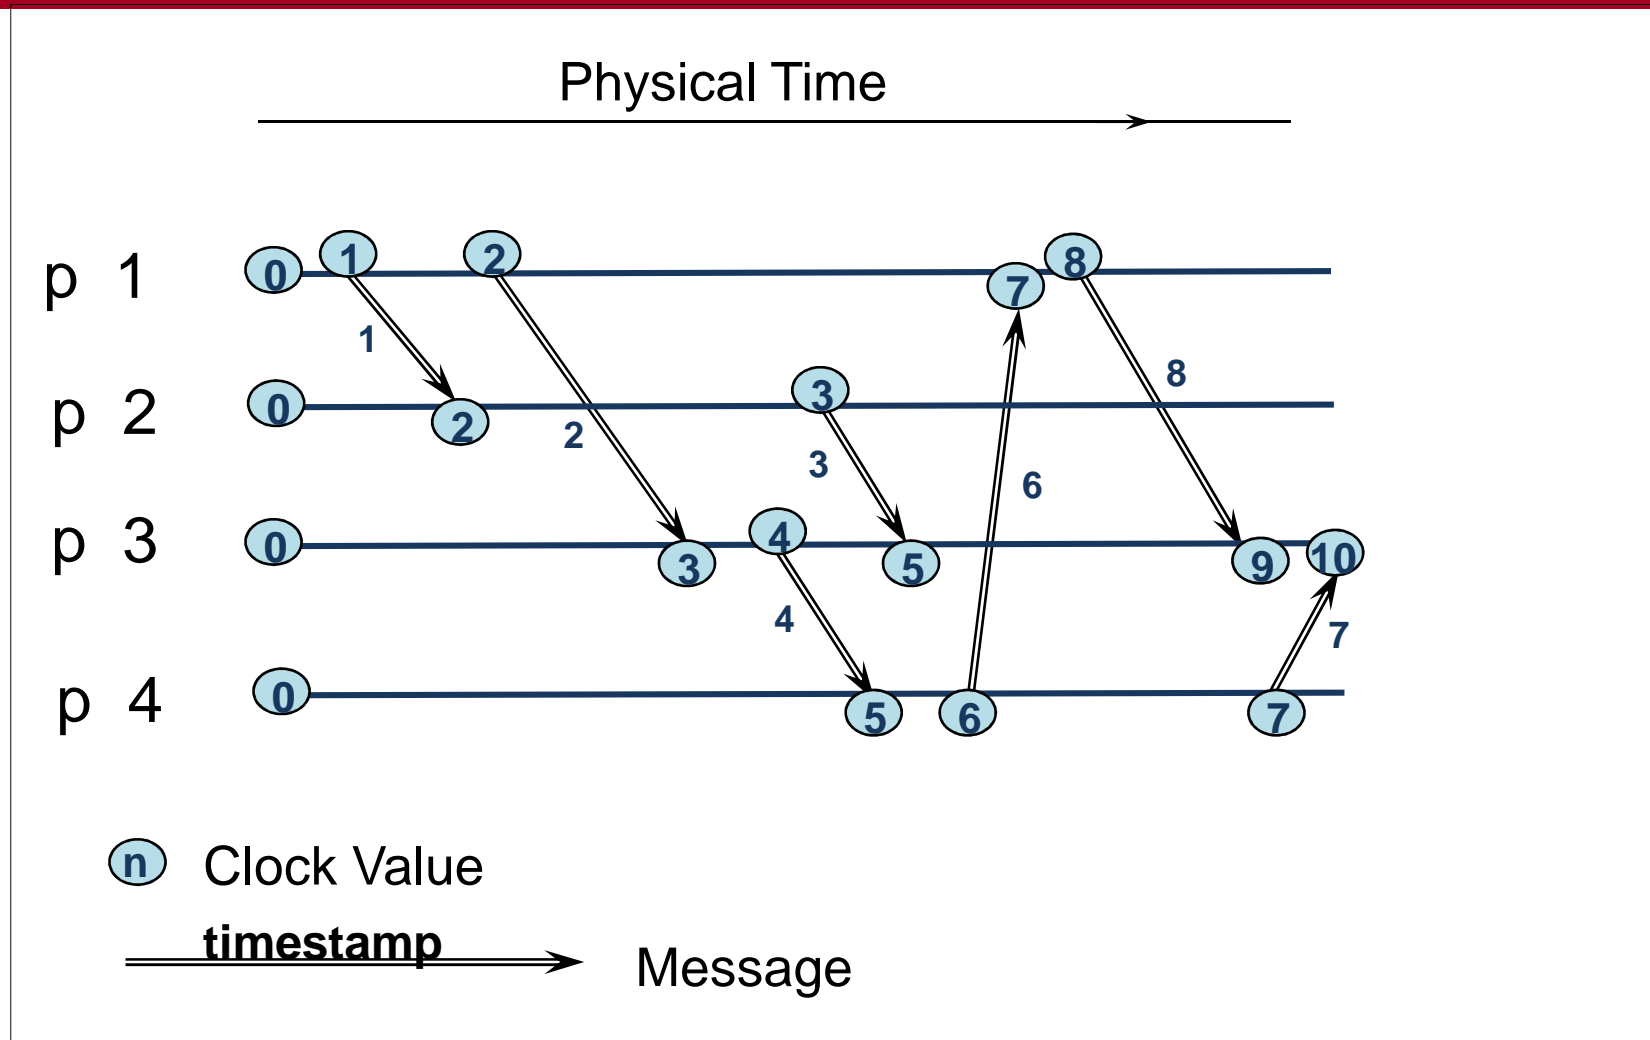 Physical Time
p 1 0 1 2 7 8
1 8
p 2 0 2 3
2 3 6
p 3 0 3 4 5 9 10
4 7
p 4 0 5 6 7
n Clock Value
timestamp
Message